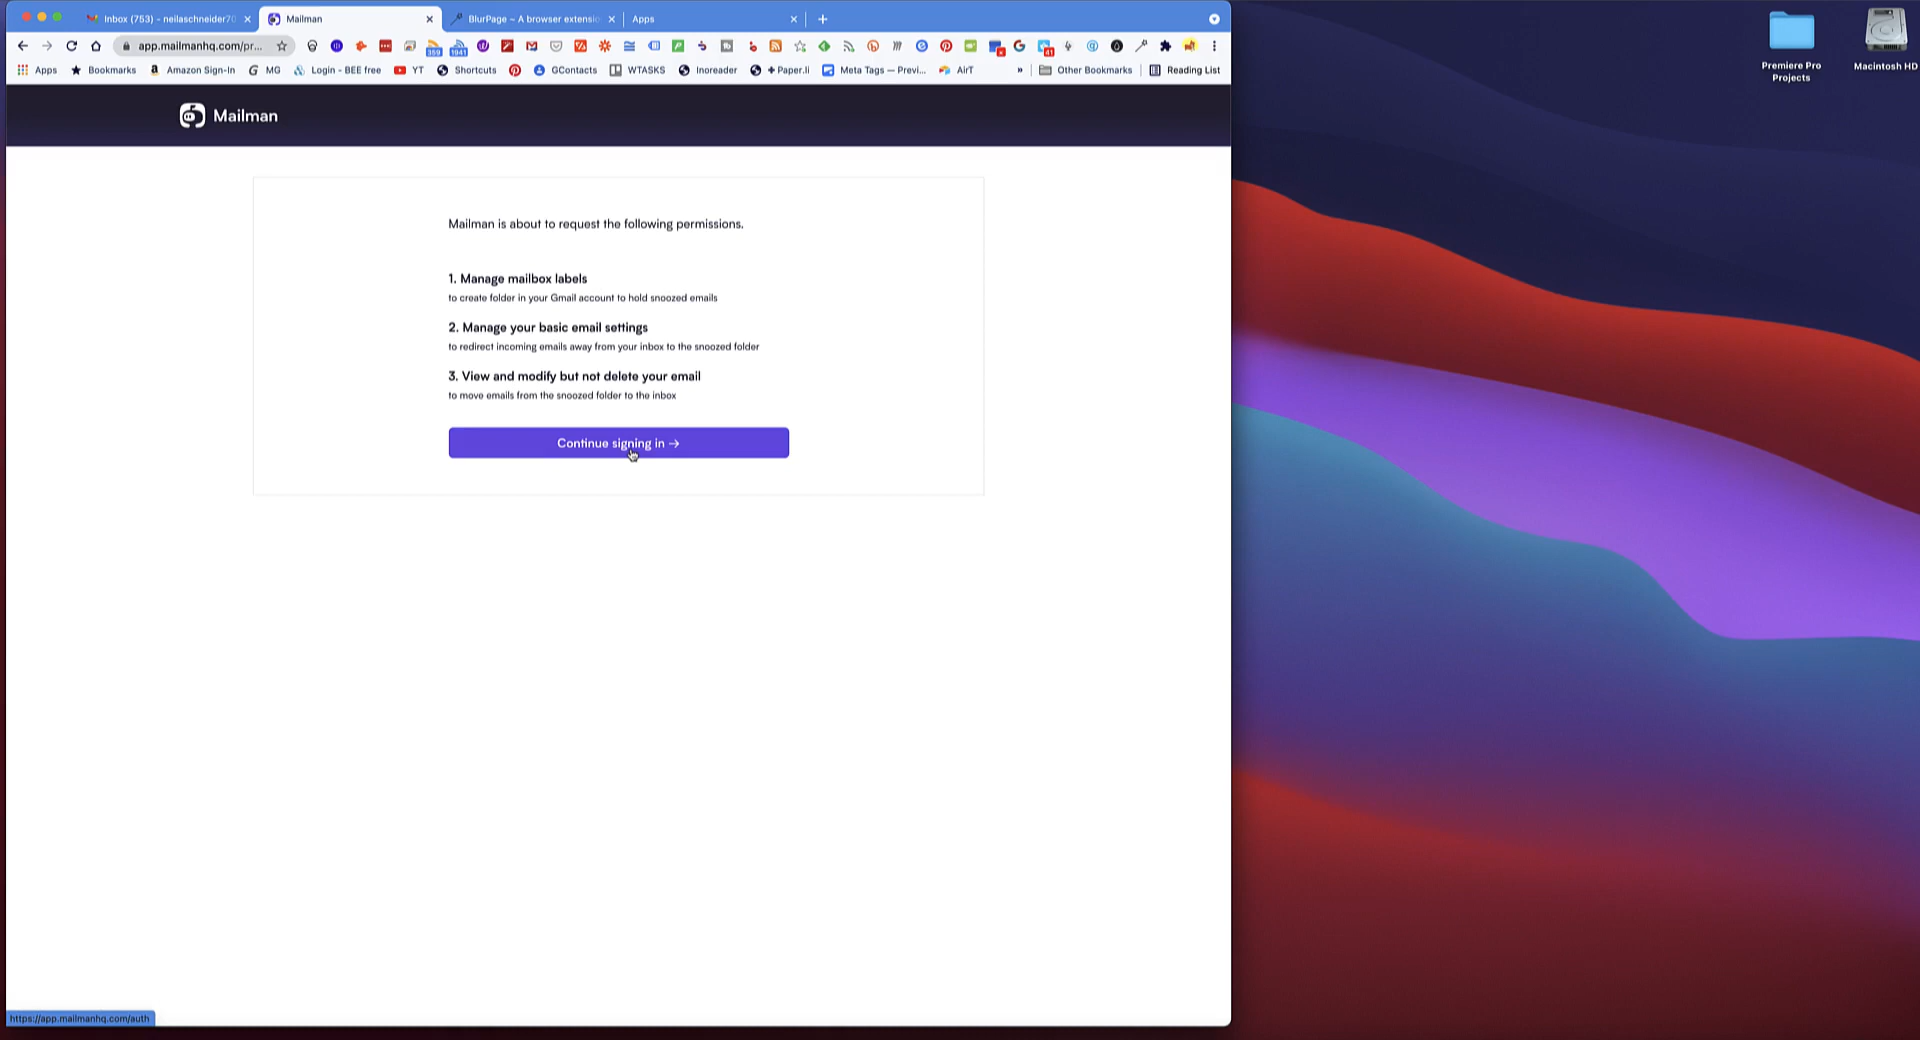 Inbox (753) - neilaschneider70
Mailman
BlurPage ~ A browser extensio
Apps
app.mailmanhq.com/pr...
359
1941
41
Apps
Bookmarks
Amazon Sign-In
MG
Login - BEE free
YT
Shortcuts
GContacts
WTASKS
Inoreader
+ Paper.li
Meta Tags — Previ...
AirT
»
Other Bookmarks
Reading List
Premiere Pro
Projects
Macintosh HD
Mailman
Mailman is about to request the following permissions.
1. Manage mailbox labels
to create folder in your Gmail account to hold snoozed emails
2. Manage your basic email settings
to redirect incoming emails away from your inbox to the snoozed folder
3. View and modify but not delete your email
to move emails from the snoozed folder to the inbox
Continue signing in →
https://app.mailmanhq.com/auth